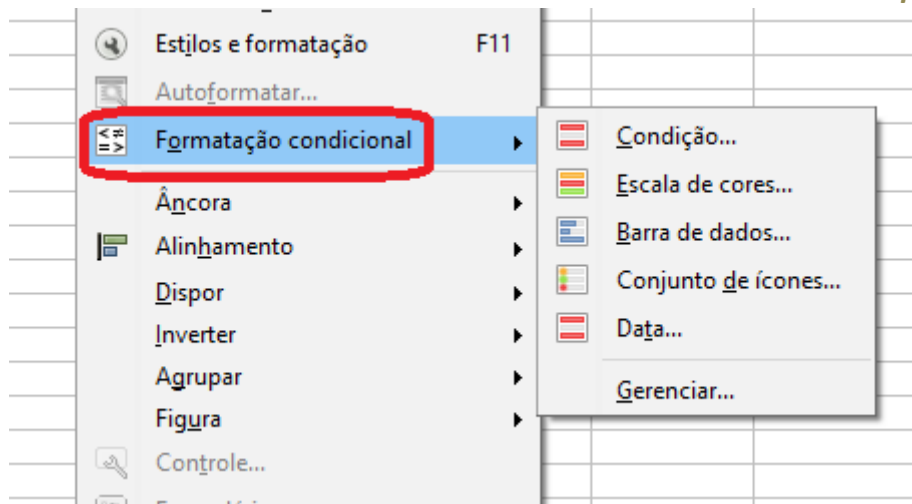 Estilos e formatação F11
Autoformatar...
Formatação condicional
Âncora
Alinhamento
Dispor
Inverter
Agrupar
Figura
Controle...
Condição...
Escala de cores...
Barra de dados...
Conjunto de ícones...
Data...
Gerenciar...